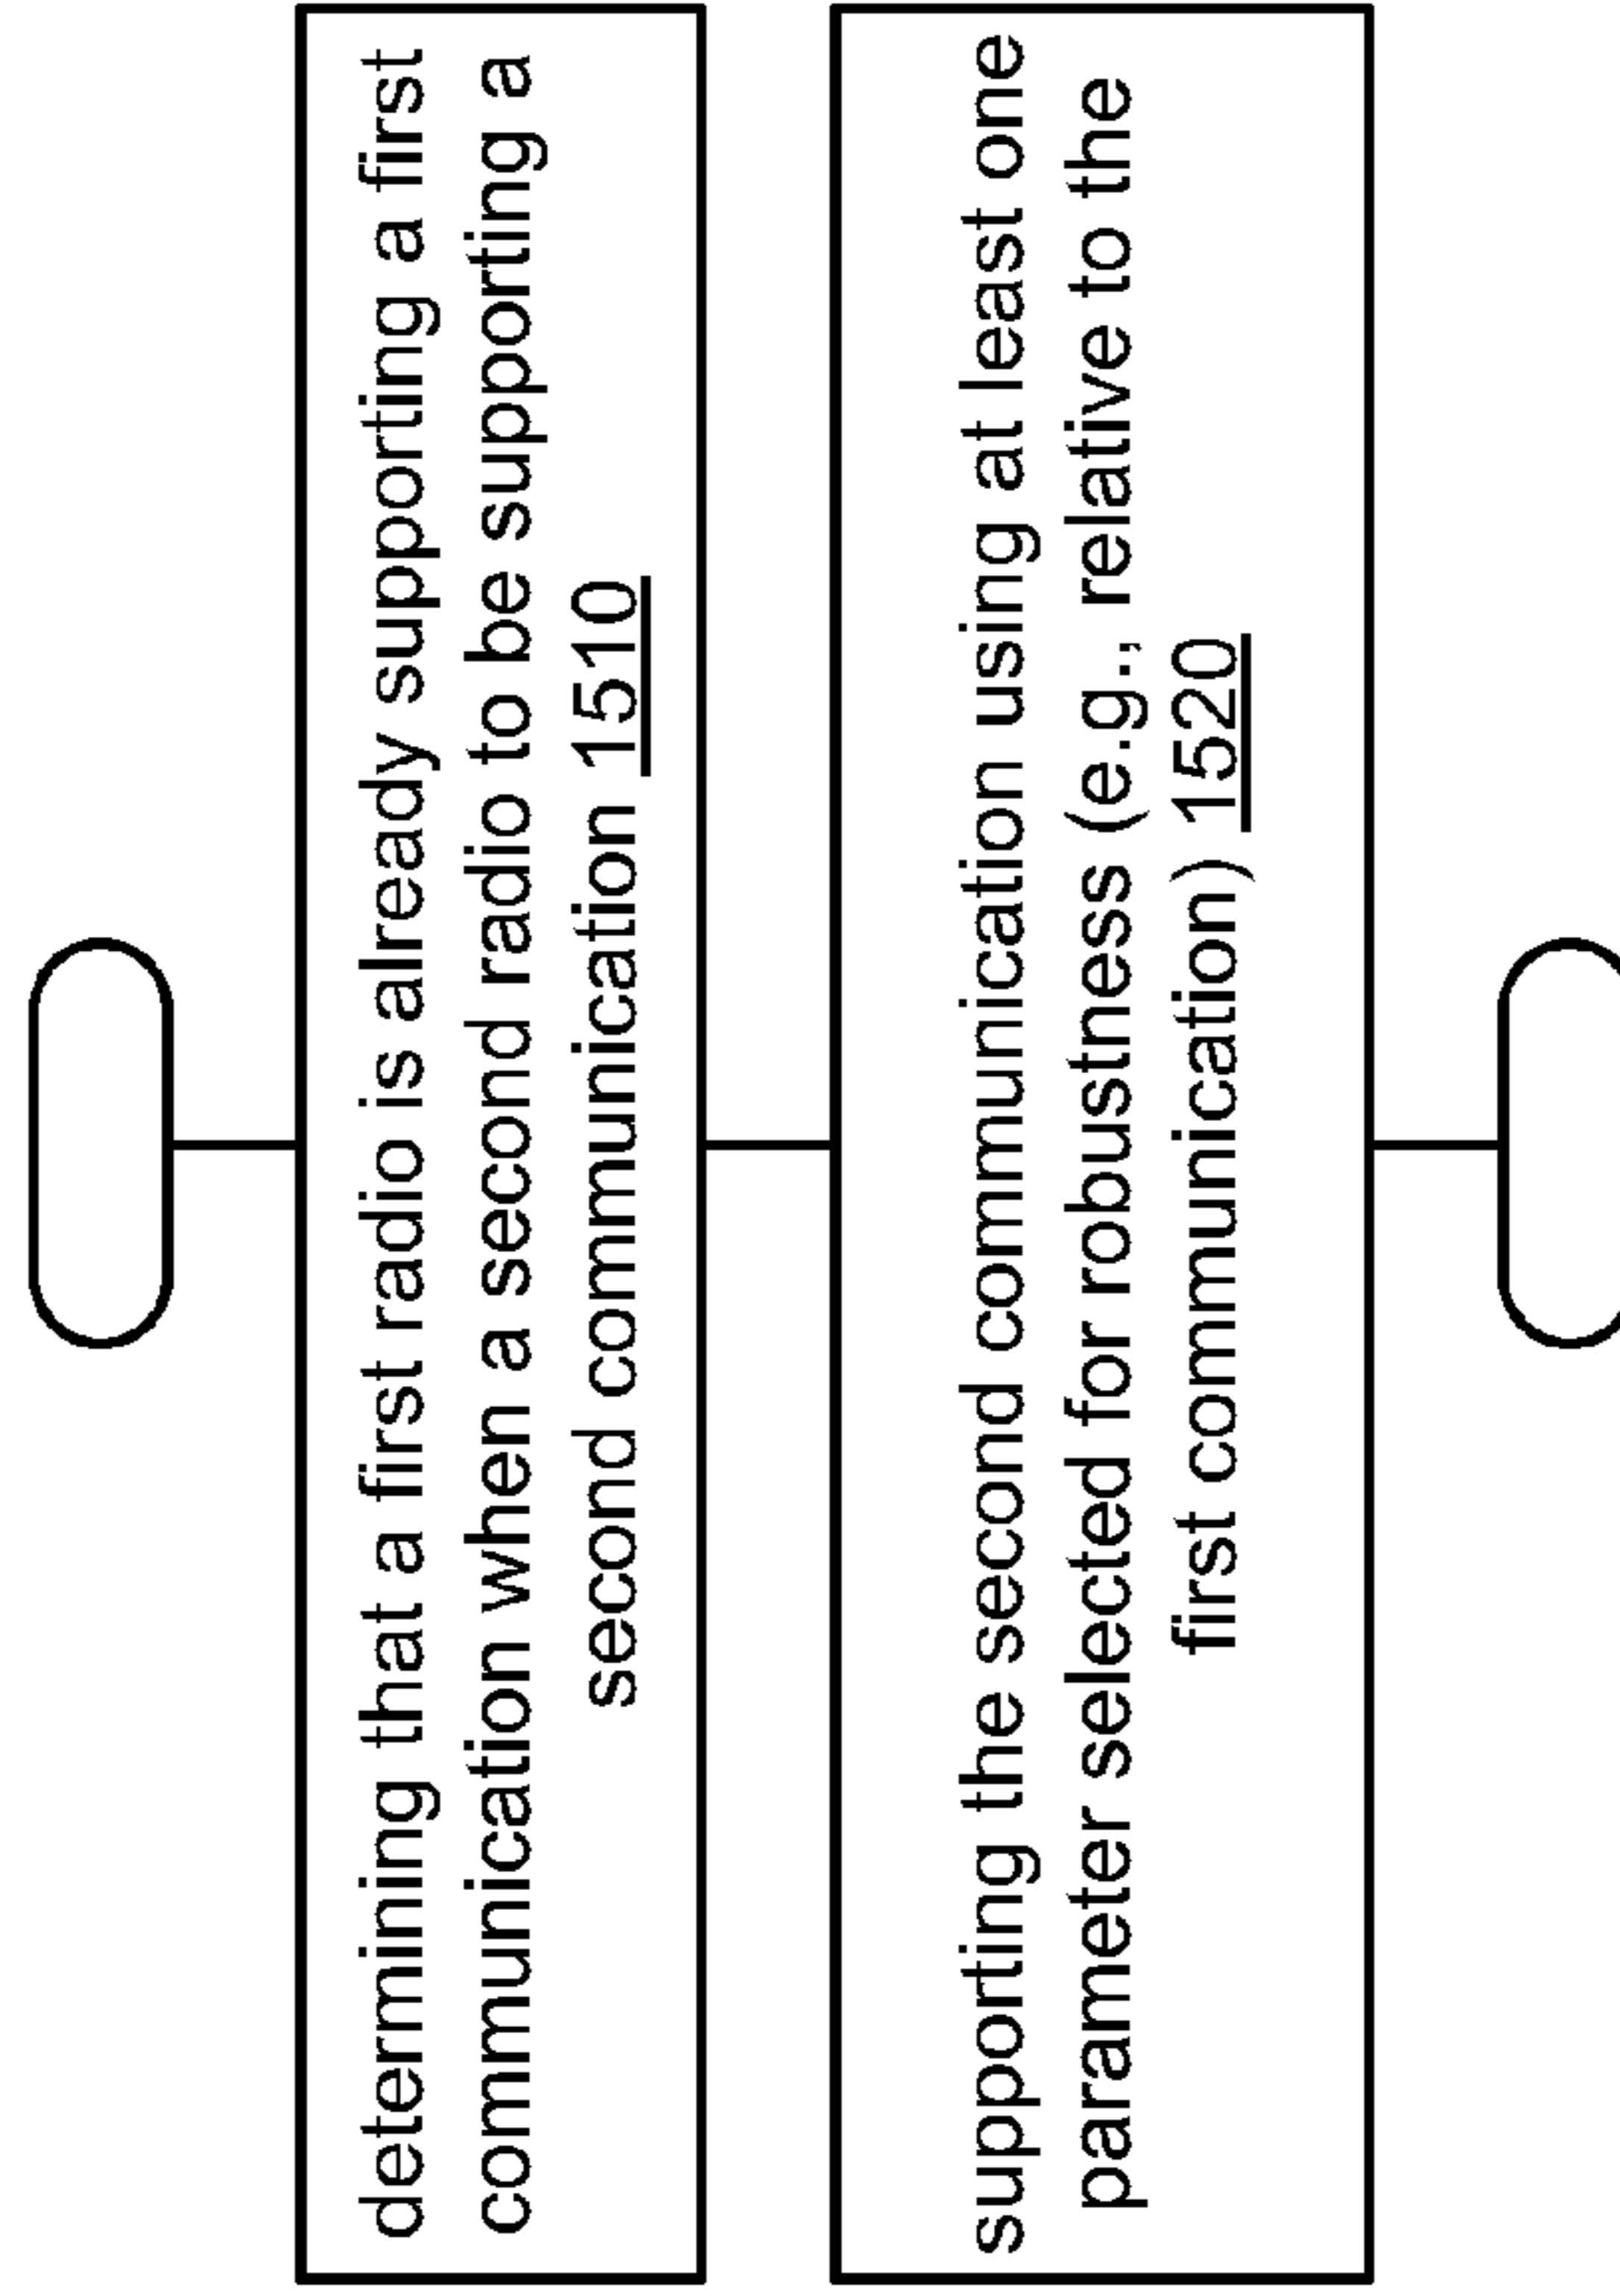 determining that a first radio is already supporting a first
communication when a second radio to be supporting a
second communication 1510
supporting the second communication using at least one
parameter selected for robustness (e.g., relative to the
first communication) 1520